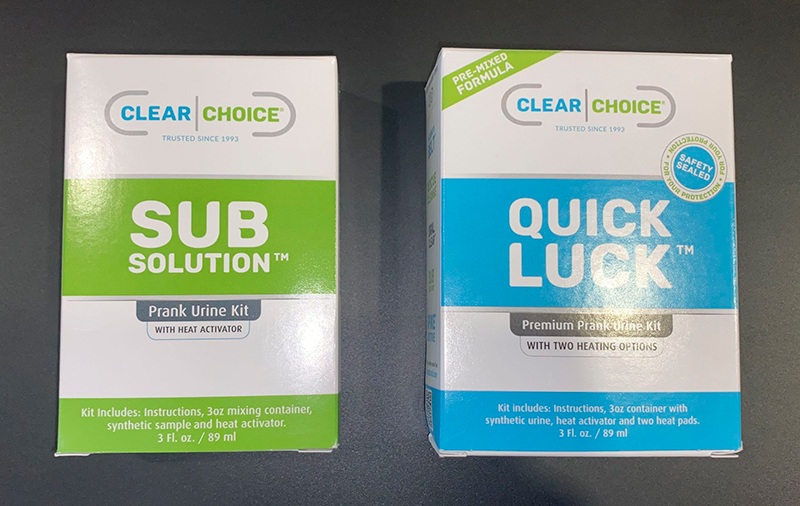 CLEAR CHOICE®
TRUSTED SINCE 1993
SUB
SOLUTION™
Prank Urine Kit
WITH HEAT ACTIVATOR
Kit Includes: Instructions, 3oz mixing container,
synthetic sample and heat activator.
3 Fl. oz. / 89 ml
PRE-MIXED
FORMULA
CLEAR CHOICE®
TRUSTED SINCE 1993
FOR YOUR PROTECTION • FOR YOUR PROTECTION •
SAFETY
SEALED
QUICK
LUCK™
Premium Prank Urine Kit
WITH TWO HEATING OPTIONS
Kit includes: Instructions, 3oz container with
synthetic urine, heat activator and two heat pads.
3 Fl. oz. / 89 ml